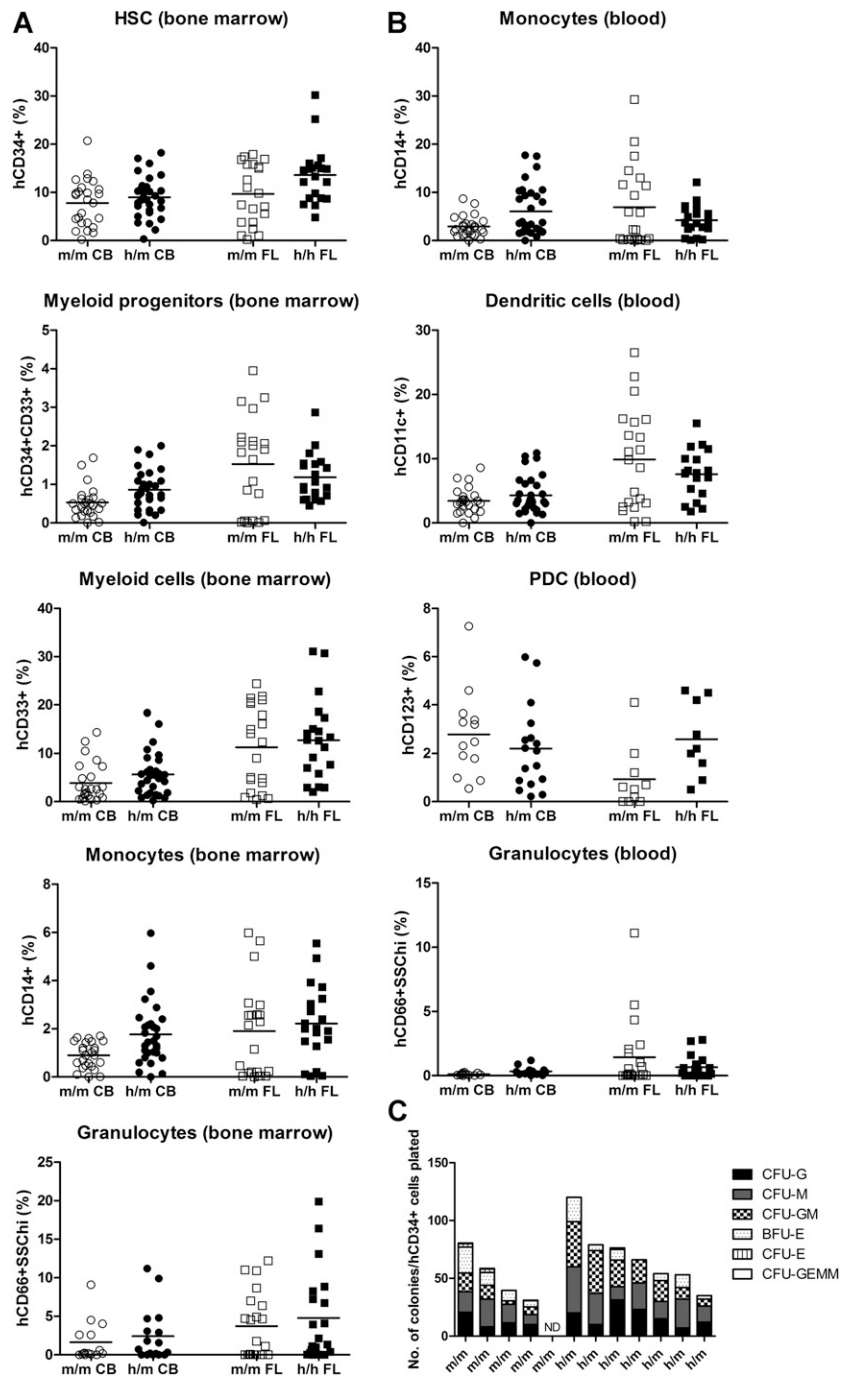 A
HSC (bone marrow)
hCD34+ (%)
40
30
20
10
0
m/m CB h/m CB m/m FL h/h FL
Myeloid progenitors (bone marrow)
hCD34+CD33+ (%)
5
4
3
2
1
0
m/m CB h/m CB m/m FL h/h FL
Myeloid cells (bone marrow)
hCD33+ (%)
40
30
20
10
0
m/m CB h/m CB m/m FL h/h FL
Monocytes (bone marrow)
hCD14+ (%)
8
6
4
2
0
m/m CB h/m CB m/m FL h/h FL
Granulocytes (bone marrow)
hCD66+SSChi (%)
25
20
15
10
5
0
m/m CB h/m CB m/m FL h/h FL
B
Monocytes (blood)
hCD14+ (%)
40
30
20
10
0
m/m CB h/m CB m/m FL h/h FL
Dendritic cells (blood)
hCD11c+ (%)
30
20
10
0
m/m CB h/m CB m/m FL h/h FL
PDC (blood)
hCD123+ (%)
8
6
4
2
0
m/m CB h/m CB m/m FL h/h FL
Granulocytes (blood)
hCD66+SSChi (%)
15
10
5
0
m/m CB h/m CB m/m FL h/h FL
C
No. of colonies/hCD34+ cells plated
150
100
50
0
ND
m/m m/m m/m m/m m/m h/m h/m h/m h/m h/m h/m h/m
CFU-G
CFU-M
CFU-GM
BFU-E
CFU-E
CFU-GEMM